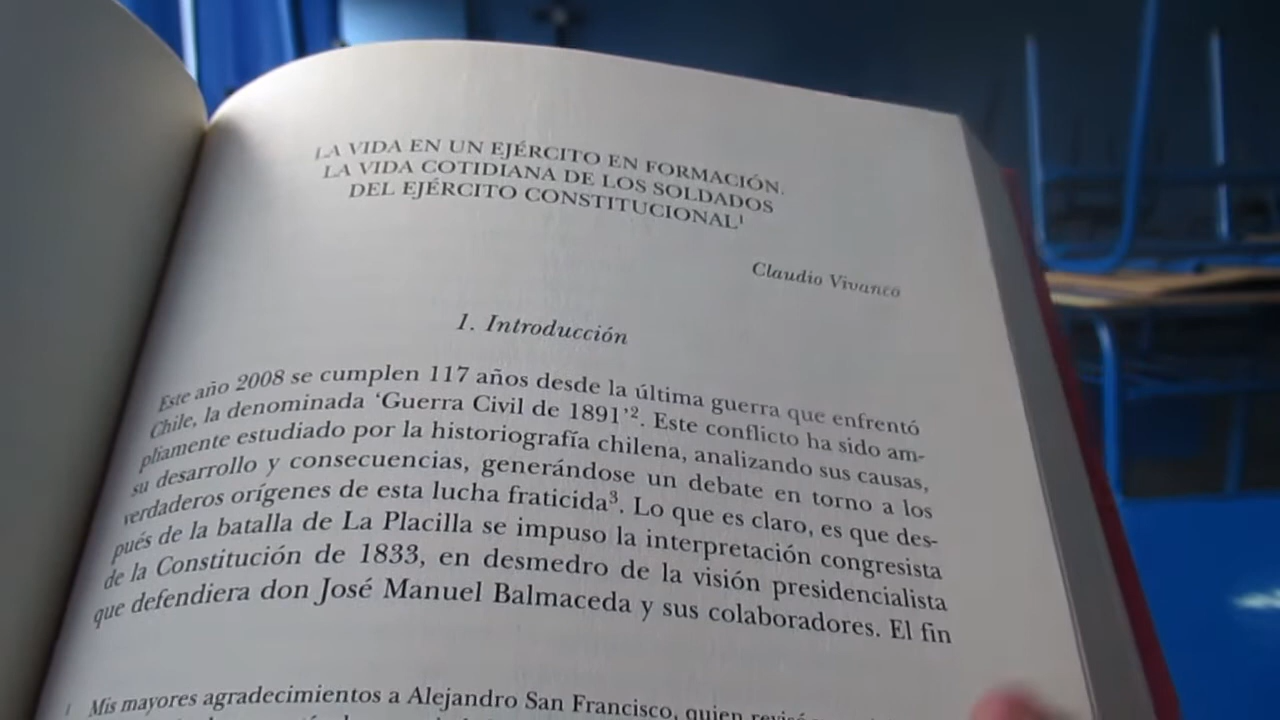 LA VIDA EN UN EJÉRCITO EN FORMACIÓN.
LA VIDA COTIDIANA DE LOS SOLDADOS
DEL EJÉRCITO CONSTITUCIONAL¹
Claudio Vivanco
1. Introducción
Este año 2008 se cumplen 117 años desde la última guerra que enfrentó
Chile, la denominada ‘Guerra Civil de 1891’². Este conflicto ha sido am-
pliamente estudiado por la historiografía chilena, analizando sus causas,
su desarrollo y consecuencias, generándose un debate en torno a los
verdaderos orígenes de esta lucha fraticida³. Lo que es claro, es que des-
pués de la batalla de La Placilla se impuso la interpretación congresista
de la Constitución de 1833, en desmedro de la visión presidencialista
que defendiera don José Manuel Balmaceda y sus colaboradores. El fin
1 Mis mayores agradecimientos a Alejandro San Francisco, quien